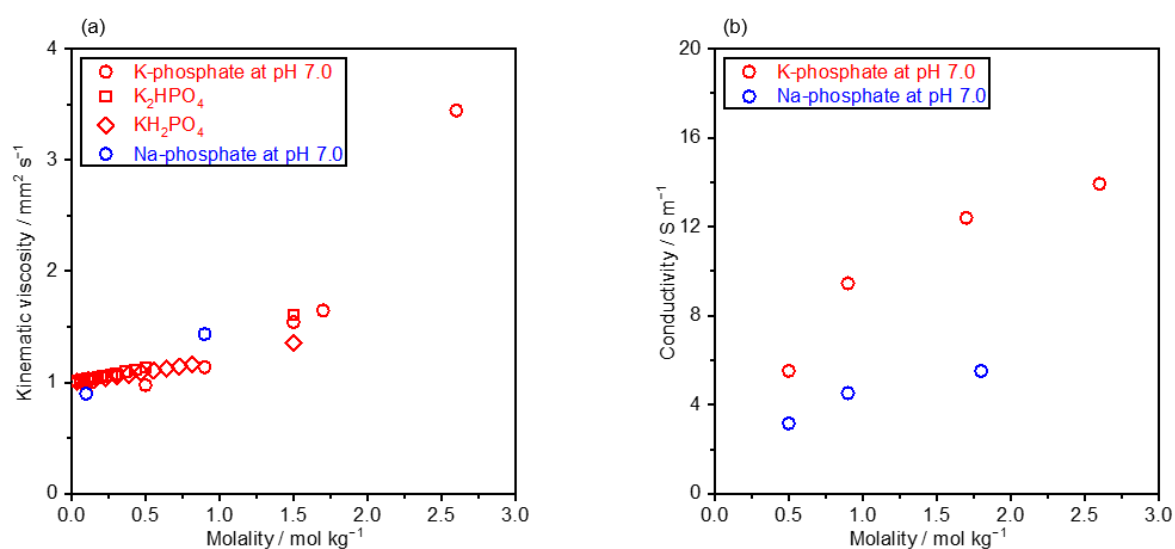 (a)
4
3
2
1
0
0.0 0.5 1.0 1.5 2.0 2.5 3.0
Kinematic viscosity / mm² s⁻¹
Molality / mol kg⁻¹
K-phosphate at pH 7.0
K₂HPO₄
KH₂PO₄
Na-phosphate at pH 7.0
(b)
20
16
12
8
4
0
0.0 0.5 1.0 1.5 2.0 2.5 3.0
Conductivity / S m⁻¹
Molality / mol kg⁻¹
K-phosphate at pH 7.0
Na-phosphate at pH 7.0